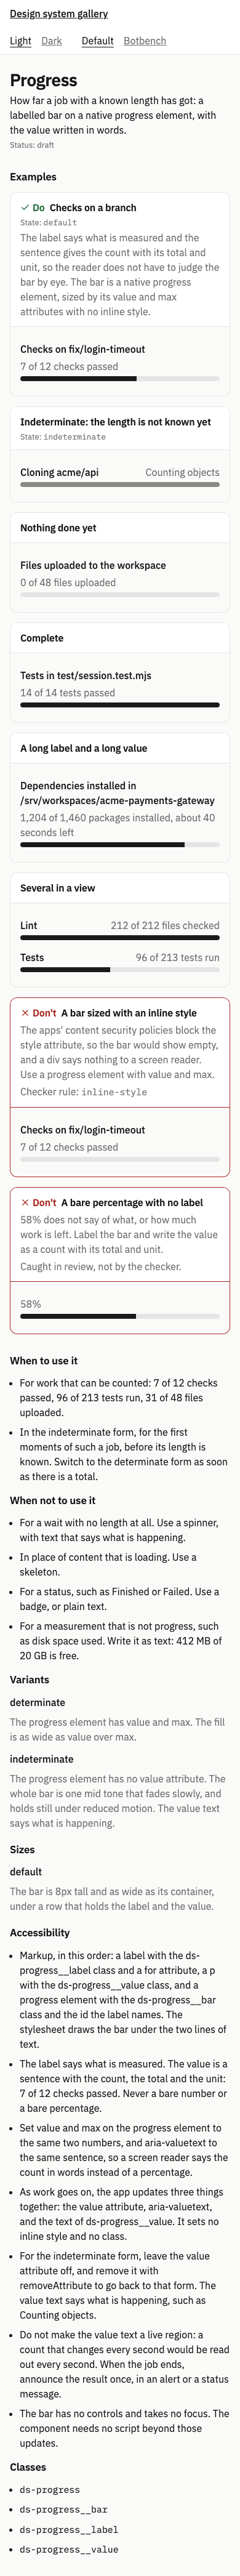 Design system gallery
Light Dark Default Botbench
Progress
How far a job with a known length has got: a
labelled bar on a native progress element, with
the value written in words.
Status: draft
Examples
✓ Do Checks on a branch
State: default
The label says what is measured and the
sentence gives the count with its total and
unit, so the reader does not have to judge the
bar by eye. The bar is a native progress
element, sized by its value and max
attributes with no inline style.
Checks on fix/login-timeout
7 of 12 checks passed
Indeterminate: the length is not known yet
State: indeterminate
Cloning acme/api Counting objects
Nothing done yet
Files uploaded to the workspace
0 of 48 files uploaded
Complete
Tests in test/session.test.mjs
14 of 14 tests passed
A long label and a long value
Dependencies installed in
/srv/workspaces/acme-payments-gateway
1,204 of 1,460 packages installed, about 40
seconds left
Several in a view
Lint 212 of 212 files checked
Tests 96 of 213 tests run
✕ Don't A bar sized with an inline style
The apps' content security policies block the
style attribute, so the bar would show empty,
and a div says nothing to a screen reader.
Use a progress element with value and max.
Checker rule: inline-style
Checks on fix/login-timeout
7 of 12 checks passed
✕ Don't A bare percentage with no label
58% does not say of what, or how much
work is left. Label the bar and write the value
as a count with its total and unit.
Caught in review, not by the checker.
58%
When to use it
• For work that can be counted: 7 of 12 checks
passed, 96 of 213 tests run, 31 of 48 files
uploaded.
• In the indeterminate form, for the first
moments of such a job, before its length is
known. Switch to the determinate form as soon
as there is a total.
When not to use it
• For a wait with no length at all. Use a spinner,
with text that says what is happening.
• In place of content that is loading. Use a
skeleton.
• For a status, such as Finished or Failed. Use a
badge, or plain text.
• For a measurement that is not progress, such
as disk space used. Write it as text: 412 MB of
20 GB is free.
Variants
determinate
The progress element has value and max. The fill
is as wide as value over max.
indeterminate
The progress element has no value attribute. The
whole bar is one mid tone that fades slowly, and
holds still under reduced motion. The value text
says what is happening.
Sizes
default
The bar is 8px tall and as wide as its container,
under a row that holds the label and the value.
Accessibility
• Markup, in this order: a label with the ds-
progress__label class and a for attribute, a p
with the ds-progress__value class, and a
progress element with the ds-progress__bar
class and the id the label names. The
stylesheet draws the bar under the two lines of
text.
• The label says what is measured. The value is a
sentence with the count, the total and the unit:
7 of 12 checks passed. Never a bare number or
a bare percentage.
• Set value and max on the progress element to
the same two numbers, and aria-valuetext to
the same sentence, so a screen reader says the
count in words instead of a percentage.
• As work goes on, the app updates three things
together: the value attribute, aria-valuetext,
and the text of ds-progress__value. It sets no
inline style and no class.
• For the indeterminate form, leave the value
attribute off, and remove it with
removeAttribute to go back to that form. The
value text says what is happening, such as
Counting objects.
• Do not make the value text a live region: a
count that changes every second would be read
out every second. When the job ends,
announce the result once, in an alert or a status
message.
• The bar has no controls and takes no focus. The
component needs no script beyond those
updates.
Classes
• ds-progress
• ds-progress__bar
• ds-progress__label
• ds-progress__value